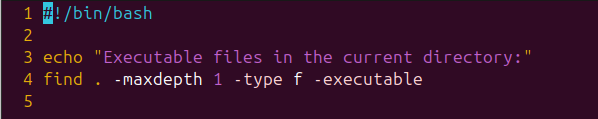 1 #!/bin/bash
2
3 echo "Executable files in the current directory:"
4 find . -maxdepth 1 -type f -executable
5